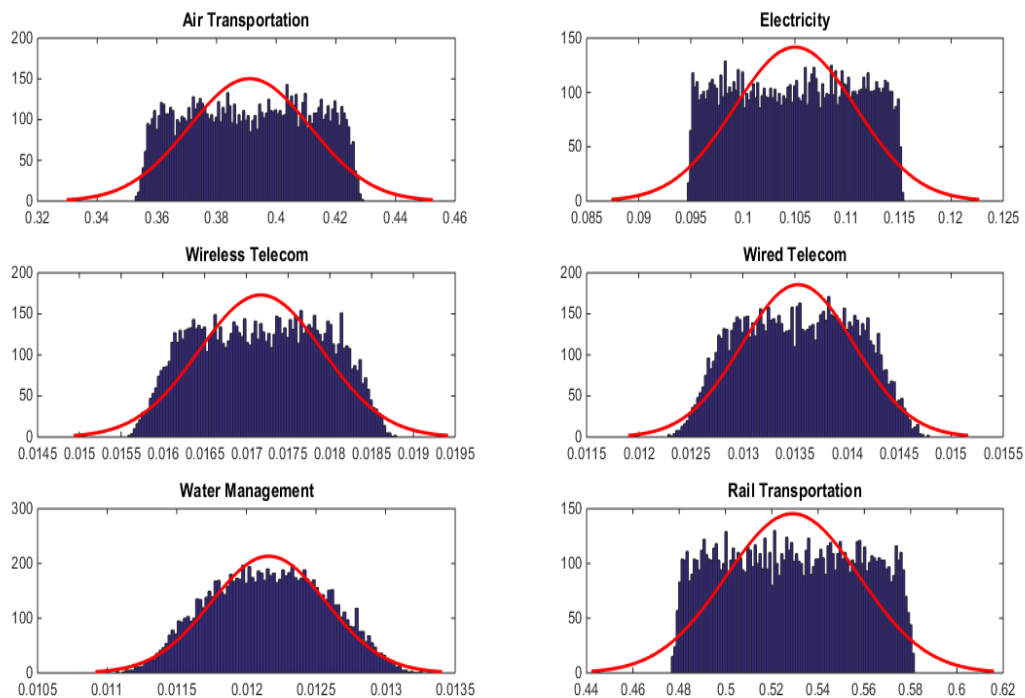 Air Transportation
200
150
100
50
0
0.32 0.34 0.36 0.38 0.4 0.42 0.44 0.46
Electricity
150
100
50
0
0.085 0.09 0.095 0.1 0.105 0.11 0.115 0.12 0.125
Wireless Telecom
200
150
100
50
0
0.0145 0.015 0.0155 0.016 0.0165 0.017 0.0175 0.018 0.0185 0.019 0.0195
Wired Telecom
200
150
100
50
0
0.0115 0.012 0.0125 0.013 0.0135 0.014 0.0145 0.015 0.0155
Water Management
300
200
100
0
0.0105 0.011 0.0115 0.012 0.0125 0.013 0.0135
Rail Transportation
150
100
50
0
0.44 0.46 0.48 0.5 0.52 0.54 0.56 0.58 0.6 0.62